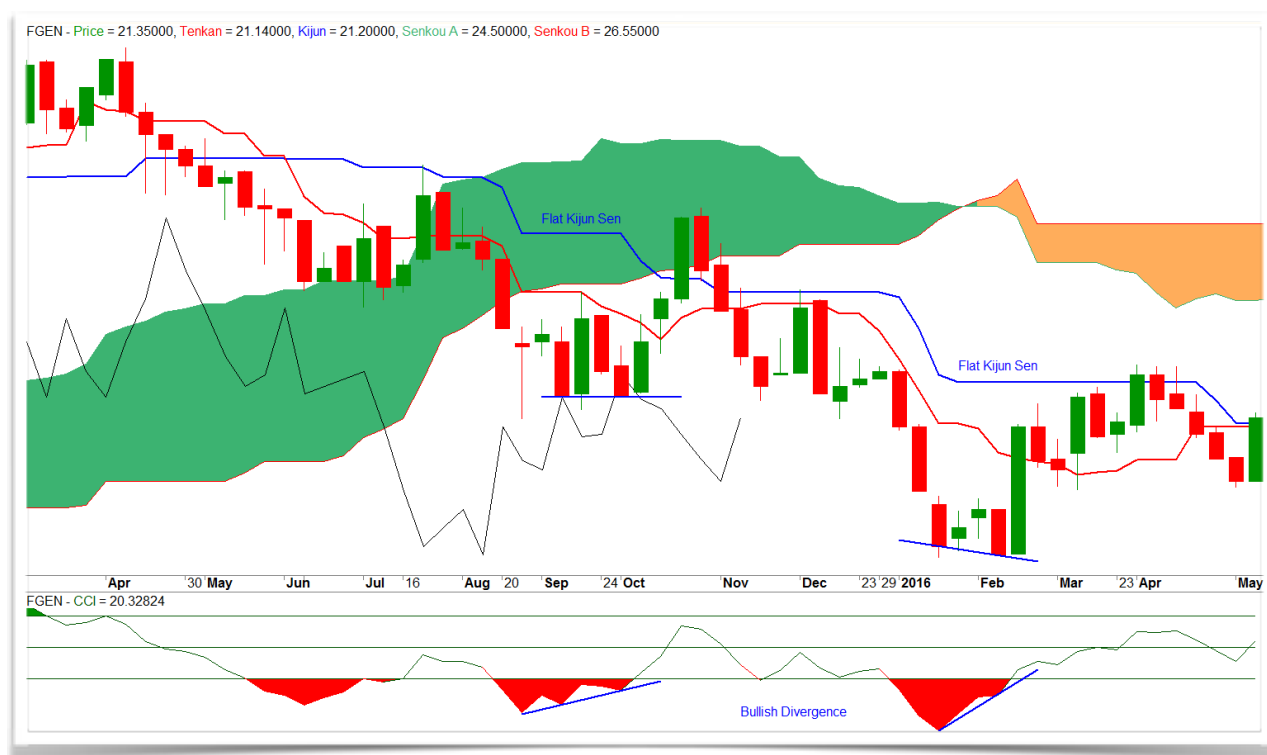 FGEN - Price = 21.35000, Tenkan = 21.14000, Kijun = 21.20000, Senkou A = 24.50000, Senkou B = 26.55000
Flat Kijun Sen
Flat Kijun Sen
Apr 30 May Jun Jul 16 Aug 20 Sep 24 Oct Nov Dec 23 29 2016 Feb Mar 23 Apr May
FGEN - CCI = 20.32824
Bullish Divergence